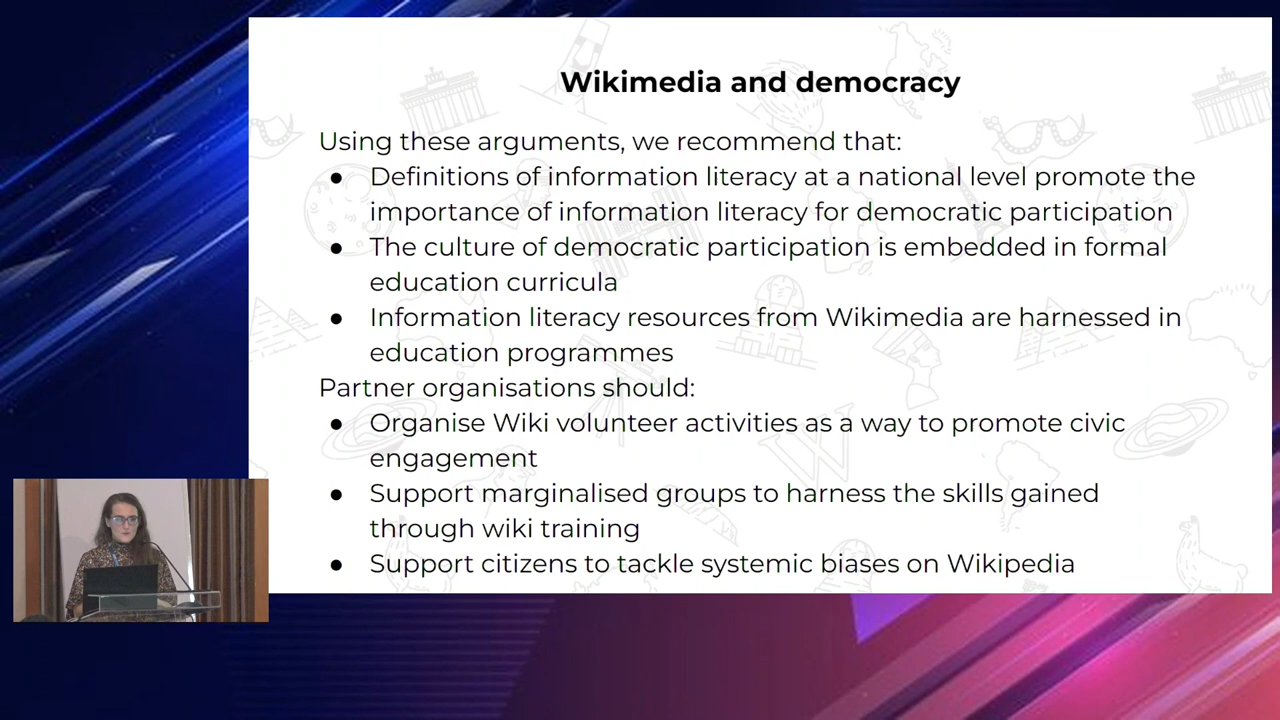 Wikimedia and democracy
Using these arguments, we recommend that:
● Definitions of information literacy at a national level promote the
importance of information literacy for democratic participation
● The culture of democratic participation is embedded in formal
education curricula
● Information literacy resources from Wikimedia are harnessed in
education programmes
Partner organisations should:
● Organise Wiki volunteer activities as a way to promote civic
engagement
● Support marginalised groups to harness the skills gained
through wiki training
● Support citizens to tackle systemic biases on Wikipedia